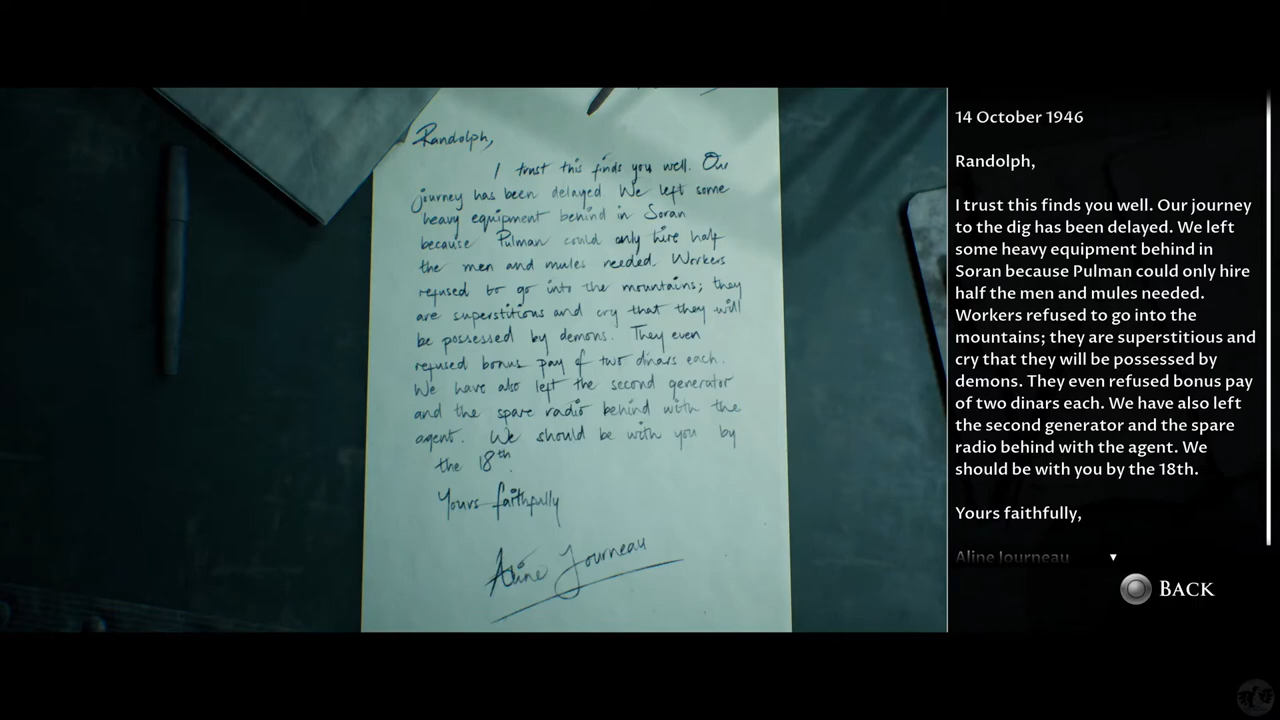 Randolph,
I trust this finds you well. Our
journey has been delayed. We left some
heavy equipment behind in Soran
because Pulman could only hire half
the men and mules needed. Workers
refused to go into the mountains; they
are superstitious and cry that they will
be possessed by demons. They even
refused bonus pay of two dinars each.
We have also left the second generator
and the spare radio behind with the
agent. We should be with you by
the 18th.
Yours faithfully
Aline Journeau
14 October 1946
Randolph,
I trust this finds you well. Our journey
to the dig has been delayed. We left
some heavy equipment behind in
Soran because Pulman could only hire
half the men and mules needed.
Workers refused to go into the
mountains; they are superstitious and
cry that they will be possessed by
demons. They even refused bonus pay
of two dinars each. We have also left
the second generator and the spare
radio behind with the agent. We
should be with you by the 18th.
Yours faithfully,
Aline Journeau
BACK